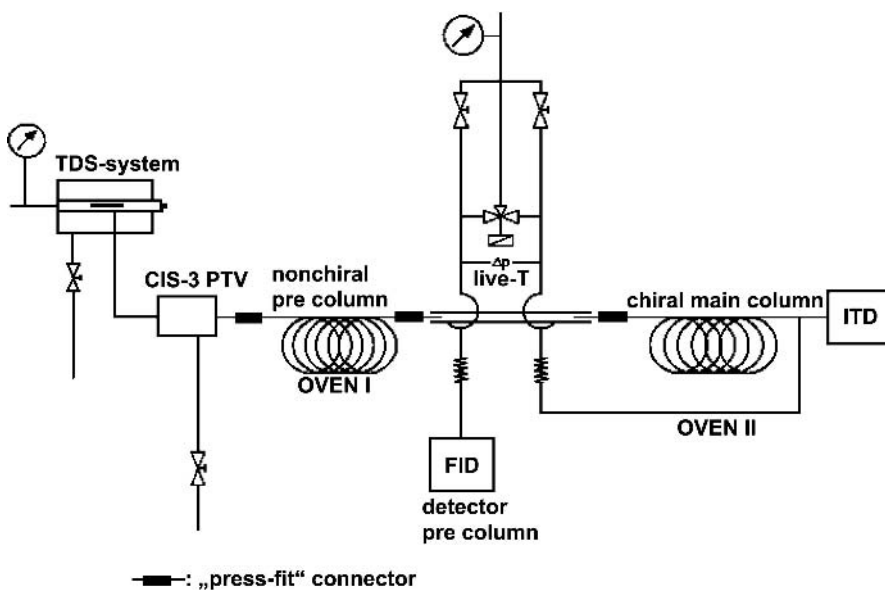 TDS-system
CIS-3 PTV
nonchiral
pre column
OVEN I
Δp
live-T
chiral main column
ITD
OVEN II
FID
detector
pre column
: „press-fit“ connector